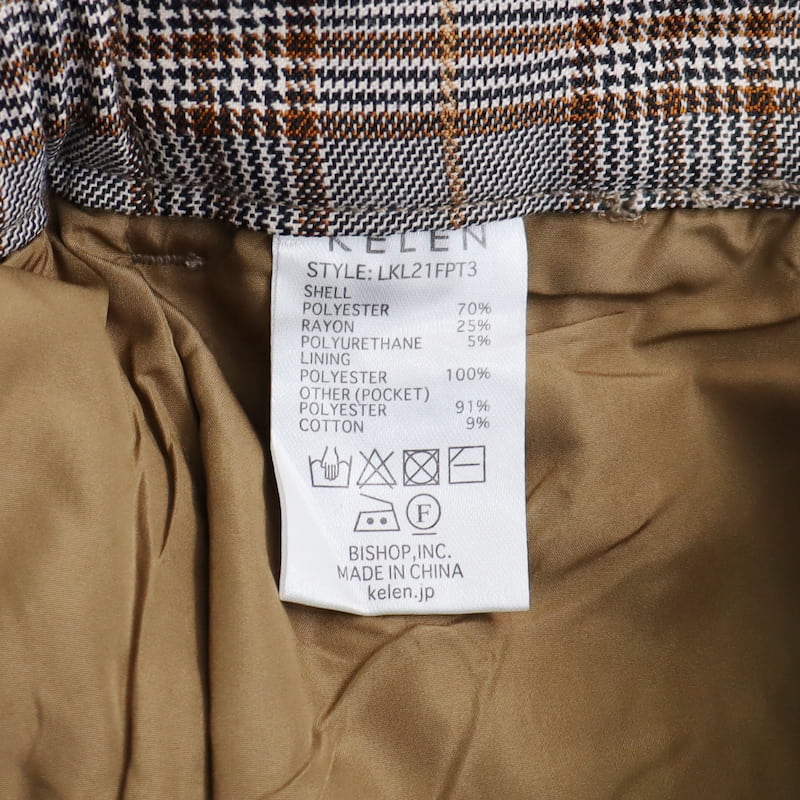 KELEN
STYLE: LKL21FPT3
SHELL
POLYESTER 70%
RAYON 25%
POLYURETHANE 5%
LINING
POLYESTER 100%
OTHER (POCKET)
POLYESTER 91%
COTTON 9%
F
BISHOP,INC.
MADE IN CHINA
kelen.jp